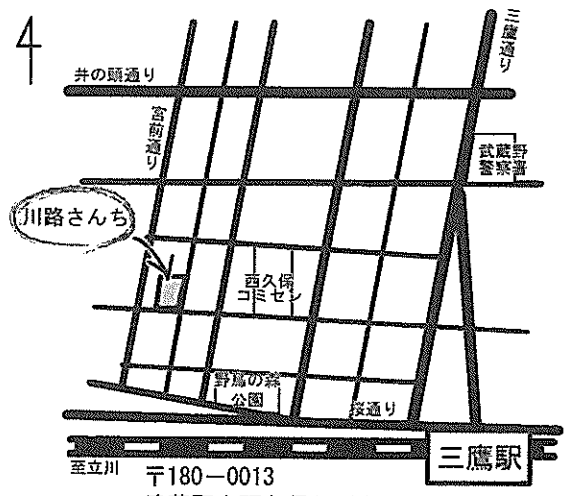 4
三鷹通り
井の頭通り
宮前通り
武蔵野
警察署
川路さんち
西久保
コミセン
野鳥の森
公園
桜通り
三鷹駅
至立川
〒180-0013